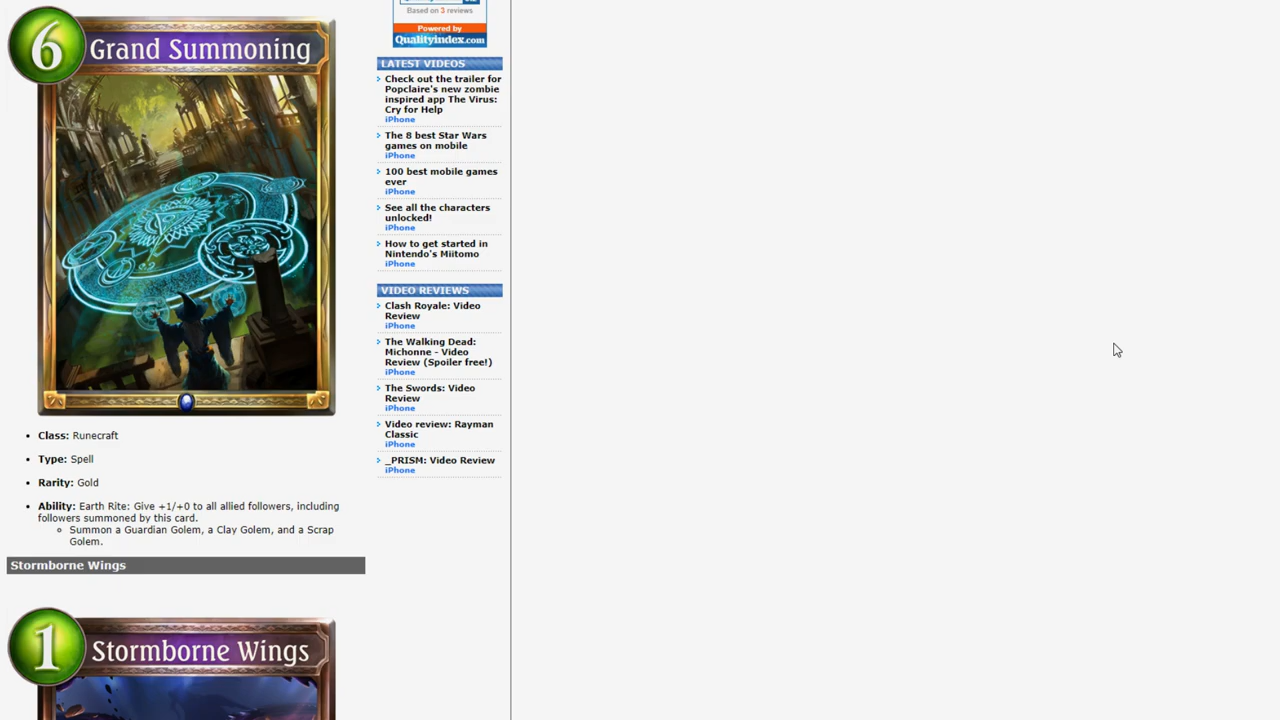 6
Grand Summoning
Class: Runecraft
Type: Spell
Rarity: Gold
Ability: Earth Rite: Give +1/+0 to all allied followers, including
followers summoned by this card.
Summon a Guardian Golem, a Clay Golem, and a Scrap
Golem.
Stormborne Wings
1
Stormborne Wings
Based on 3 reviews
Powered by
Qualityindex.com
LATEST VIDEOS
Check out the trailer for
Popclaire's new zombie
inspired app The Virus:
Cry for Help
iPhone
The 8 best Star Wars
games on mobile
iPhone
100 best mobile games
ever
iPhone
See all the characters
unlocked!
iPhone
How to get started in
Nintendo's Miitomo
iPhone
VIDEO REVIEWS
Clash Royale: Video
Review
iPhone
The Walking Dead:
Michonne - Video
Review (Spoiler free!)
iPhone
The Swords: Video
Review
iPhone
Video review: Rayman
Classic
iPhone
_PRISM: Video Review
iPhone